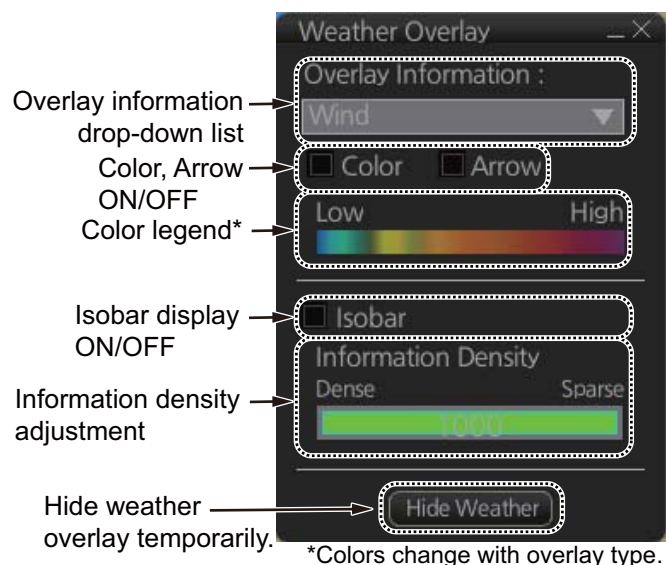 Weather Overlay
Overlay Information :
Overlay information
drop-down list
Wind
Color, Arrow
ON/OFF
Color
Arrow
Color legend*
Low
High
Isobar display
ON/OFF
Isobar
Information Density
Dense
Sparse
Information density
adjustment
1000
Hide weather
overlay temporarily.
Hide Weather
*Colors change with overlay type.